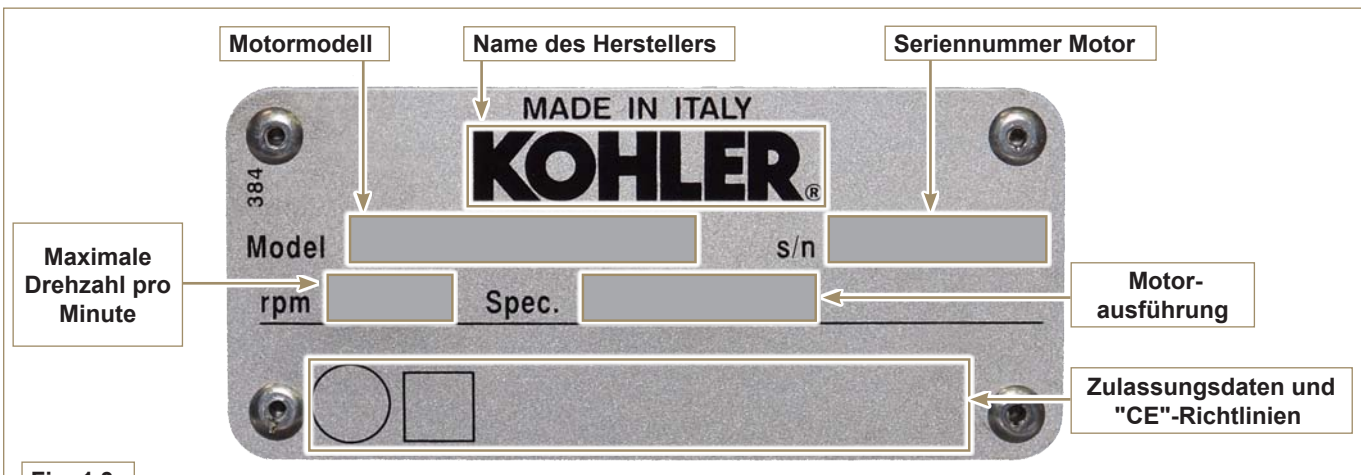 Motormodell
Name des Herstellers
Seriennummer Motor
MADE IN ITALY
KOHLER®
384
Model
s/n
Maximale
Drehzahl pro
Minute
rpm
Spec.
Motor-
ausführung
Zulassungsdaten und
"CE"-Richtlinien